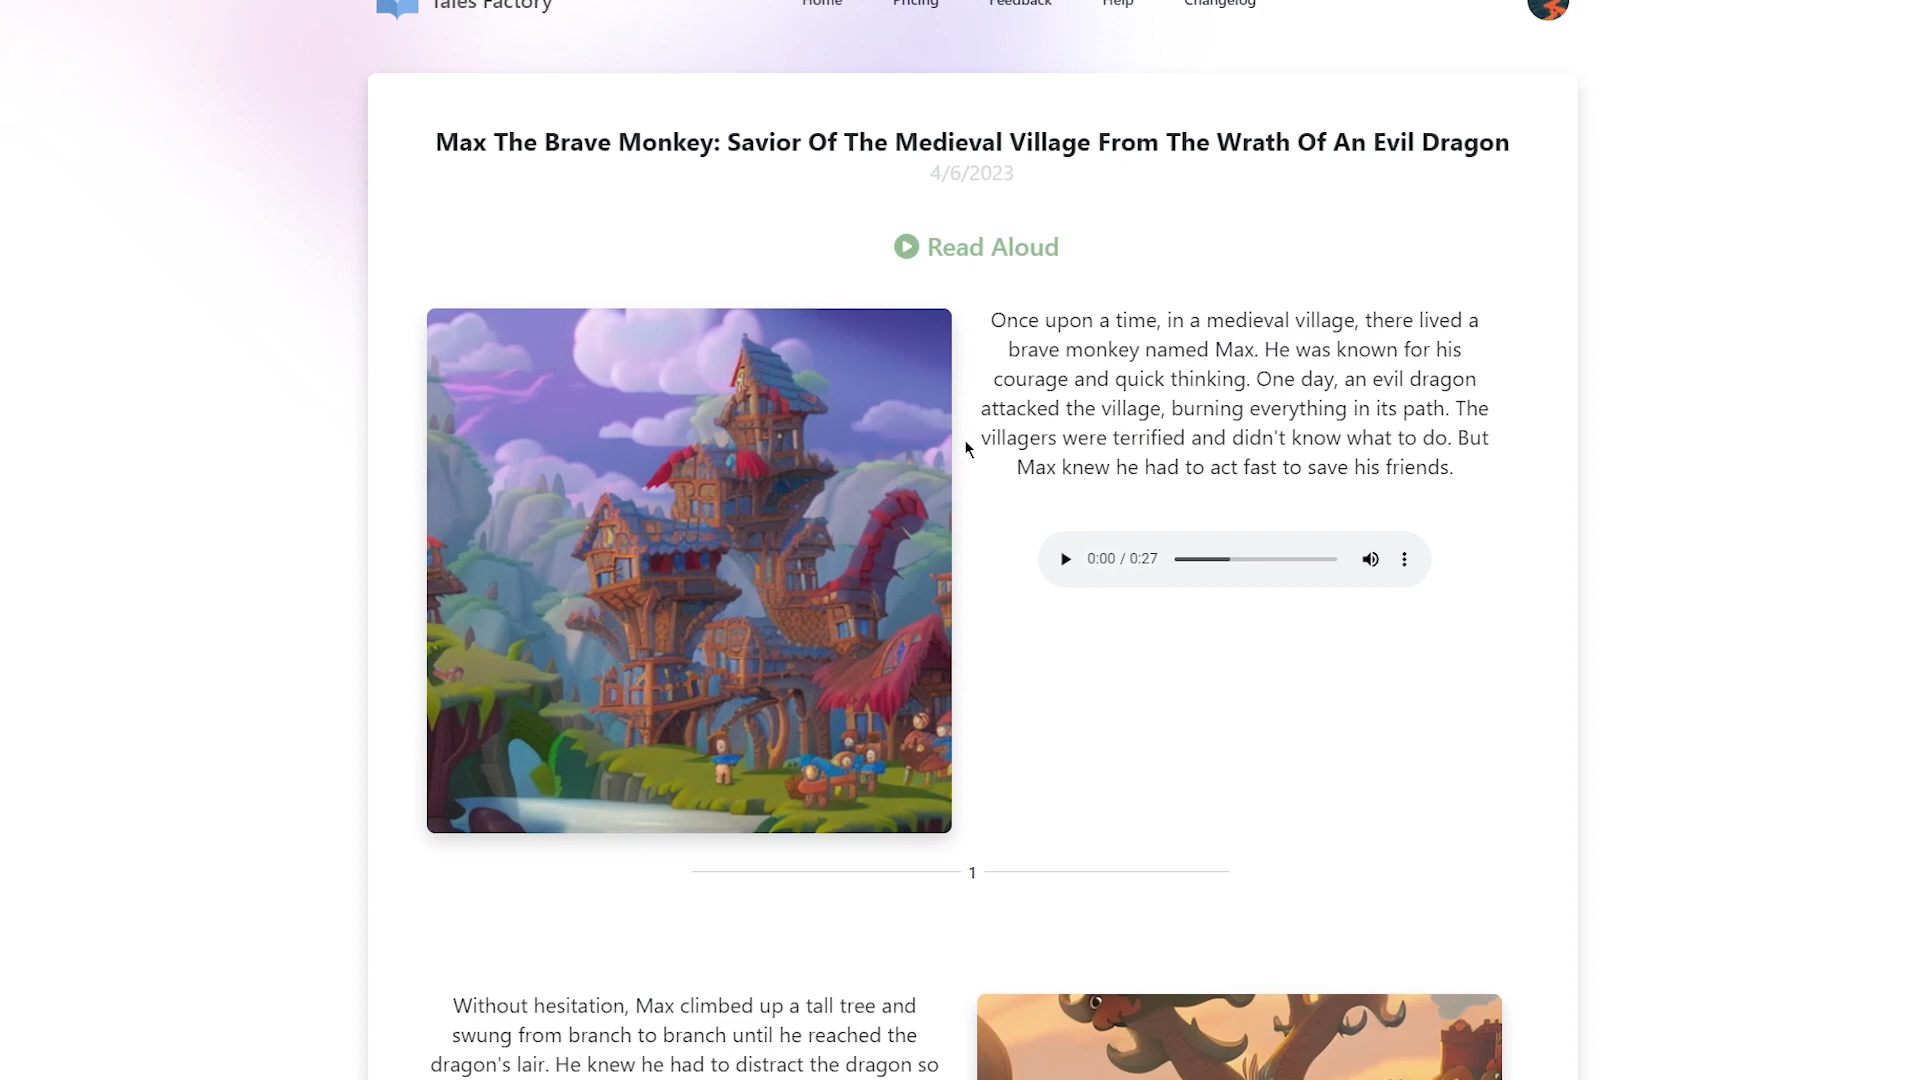 Tales Factory
Home Pricing Feedback Help Changelog
Max The Brave Monkey: Savior Of The Medieval Village From The Wrath Of An Evil Dragon
4/6/2023
Read Aloud
Once upon a time, in a medieval village, there lived a
brave monkey named Max. He was known for his
courage and quick thinking. One day, an evil dragon
attacked the village, burning everything in its path. The
villagers were terrified and didn't know what to do. But
Max knew he had to act fast to save his friends.
0:00 / 0:27
1
Without hesitation, Max climbed up a tall tree and
swung from branch to branch until he reached the
dragon's lair. He knew he had to distract the dragon so